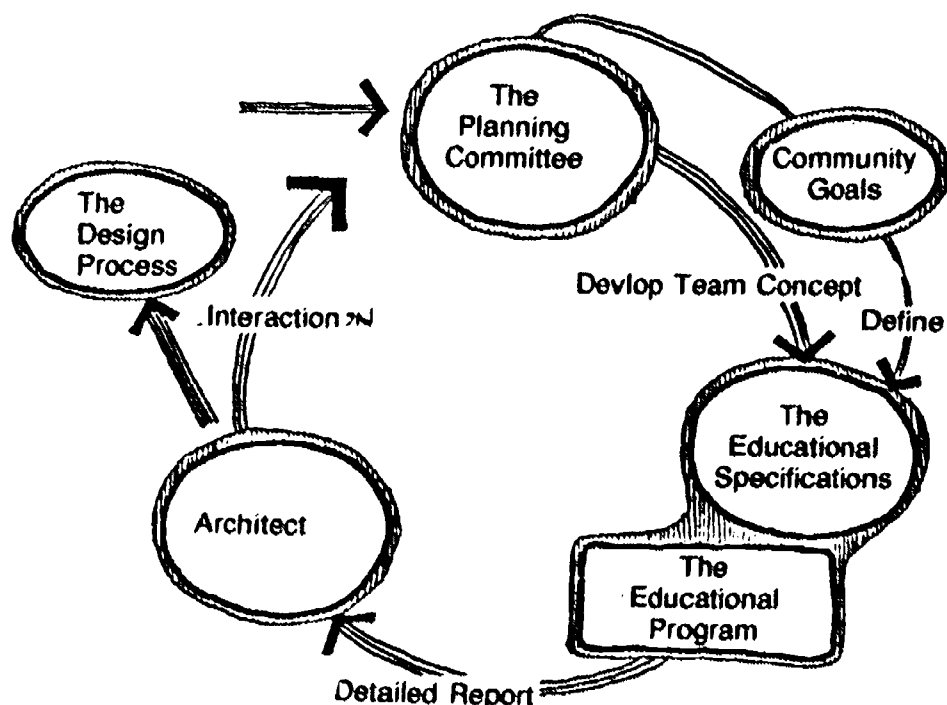 The
Planning
Committee
Community
Goals
The
Design
Process
Devlop Team Concept
Interaction
Define
The
Educational
Specifications
Architect
The
Educational
Program
Detailed Report